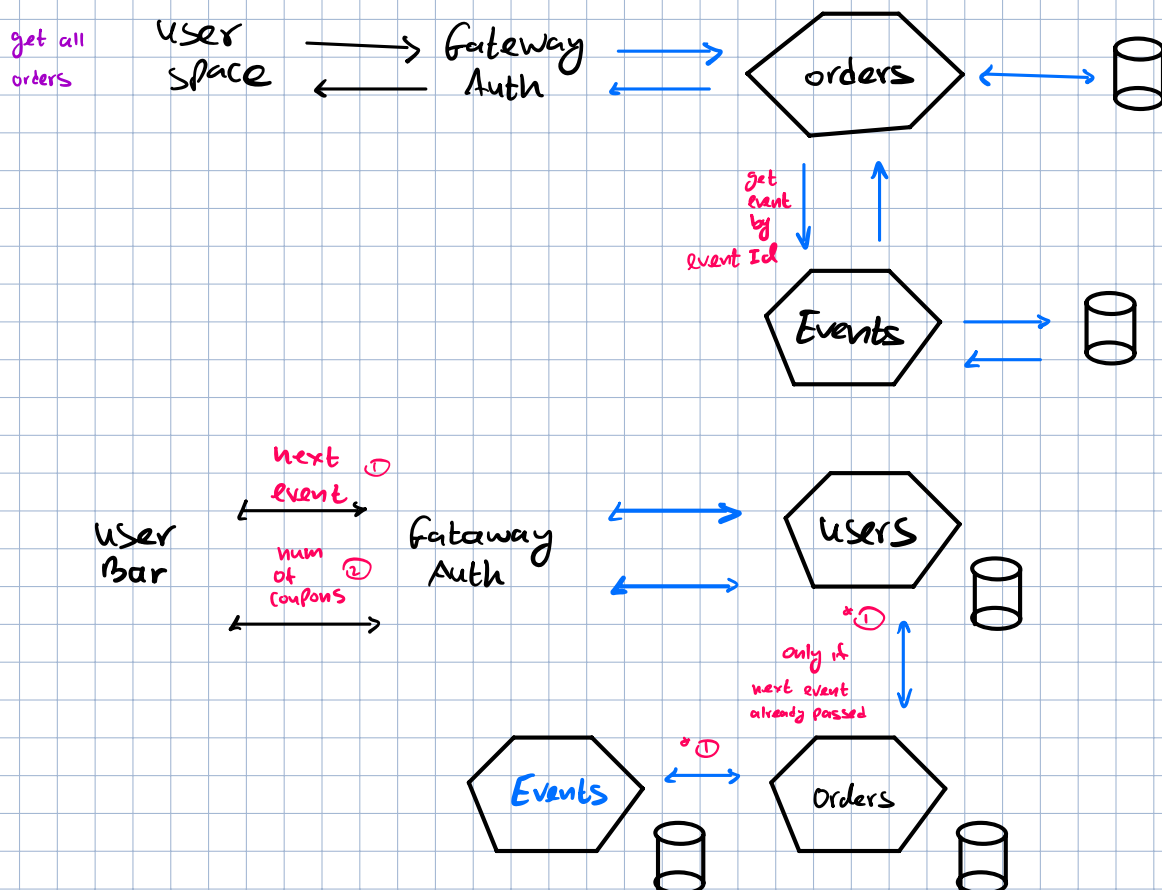 get all
orders
user
space
Gateway
Auth
orders
get
event
by
event Id
Events
next ①
event
user
Bar
num
of ②
coupons
Gataway
Auth
users
*①
only if
next event
already passed
*①
Events
Orders